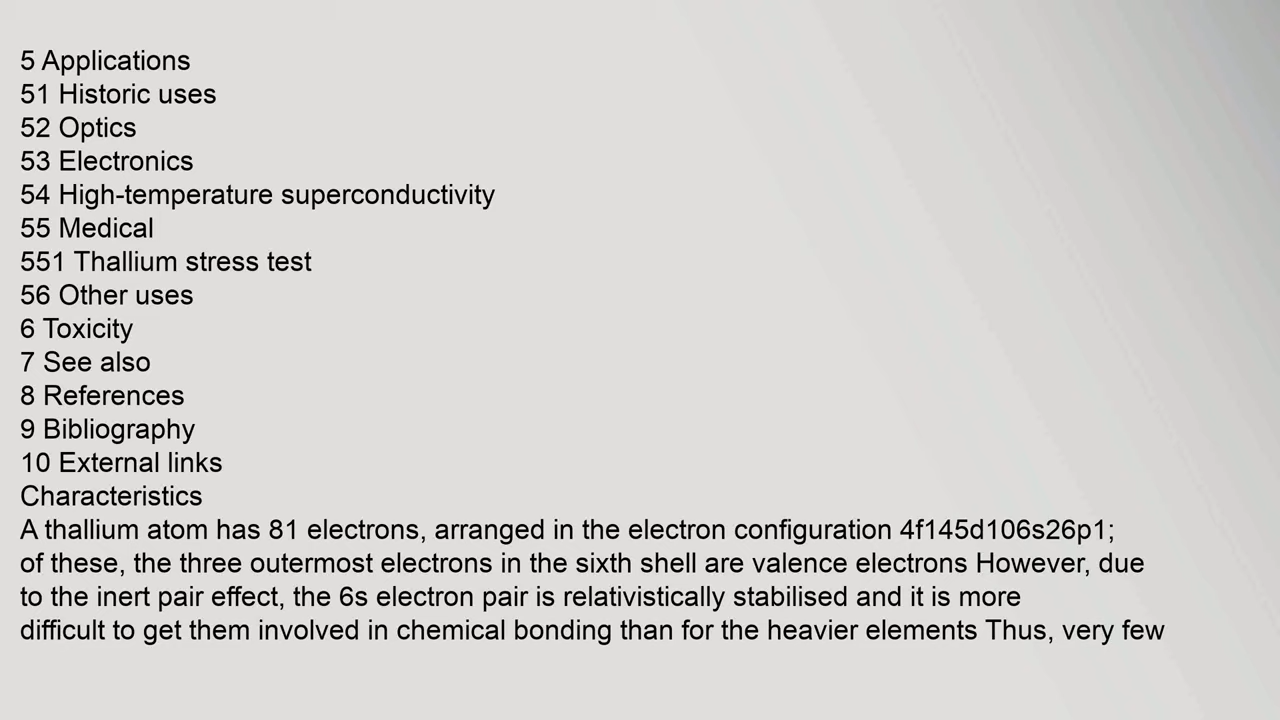 5 Applications
51 Historic uses
52 Optics
53 Electronics
54 High-temperature superconductivity
55 Medical
551 Thallium stress test
56 Other uses
6 Toxicity
7 See also
8 References
9 Bibliography
10 External links
Characteristics
A thallium atom has 81 electrons, arranged in the electron configuration 4f145d106s26p1;
of these, the three outermost electrons in the sixth shell are valence electrons However, due
to the inert pair effect, the 6s electron pair is relativistically stabilised and it is more
difficult to get them involved in chemical bonding than for the heavier elements Thus, very few